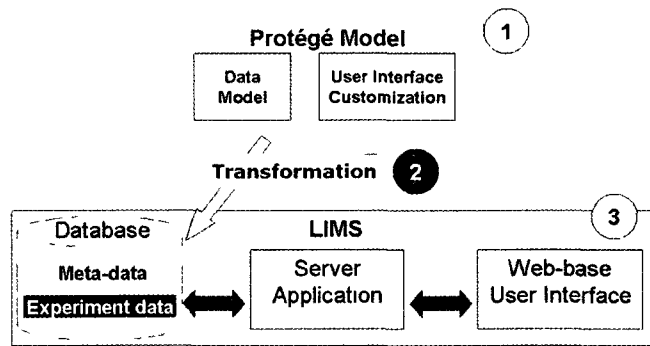 Protégé Model
1
Data
Model
User Interface
Customization
Transformation
2
3
Database
LIMS
Meta-data
Experiment data
Server
Application
Web-base
User Interface